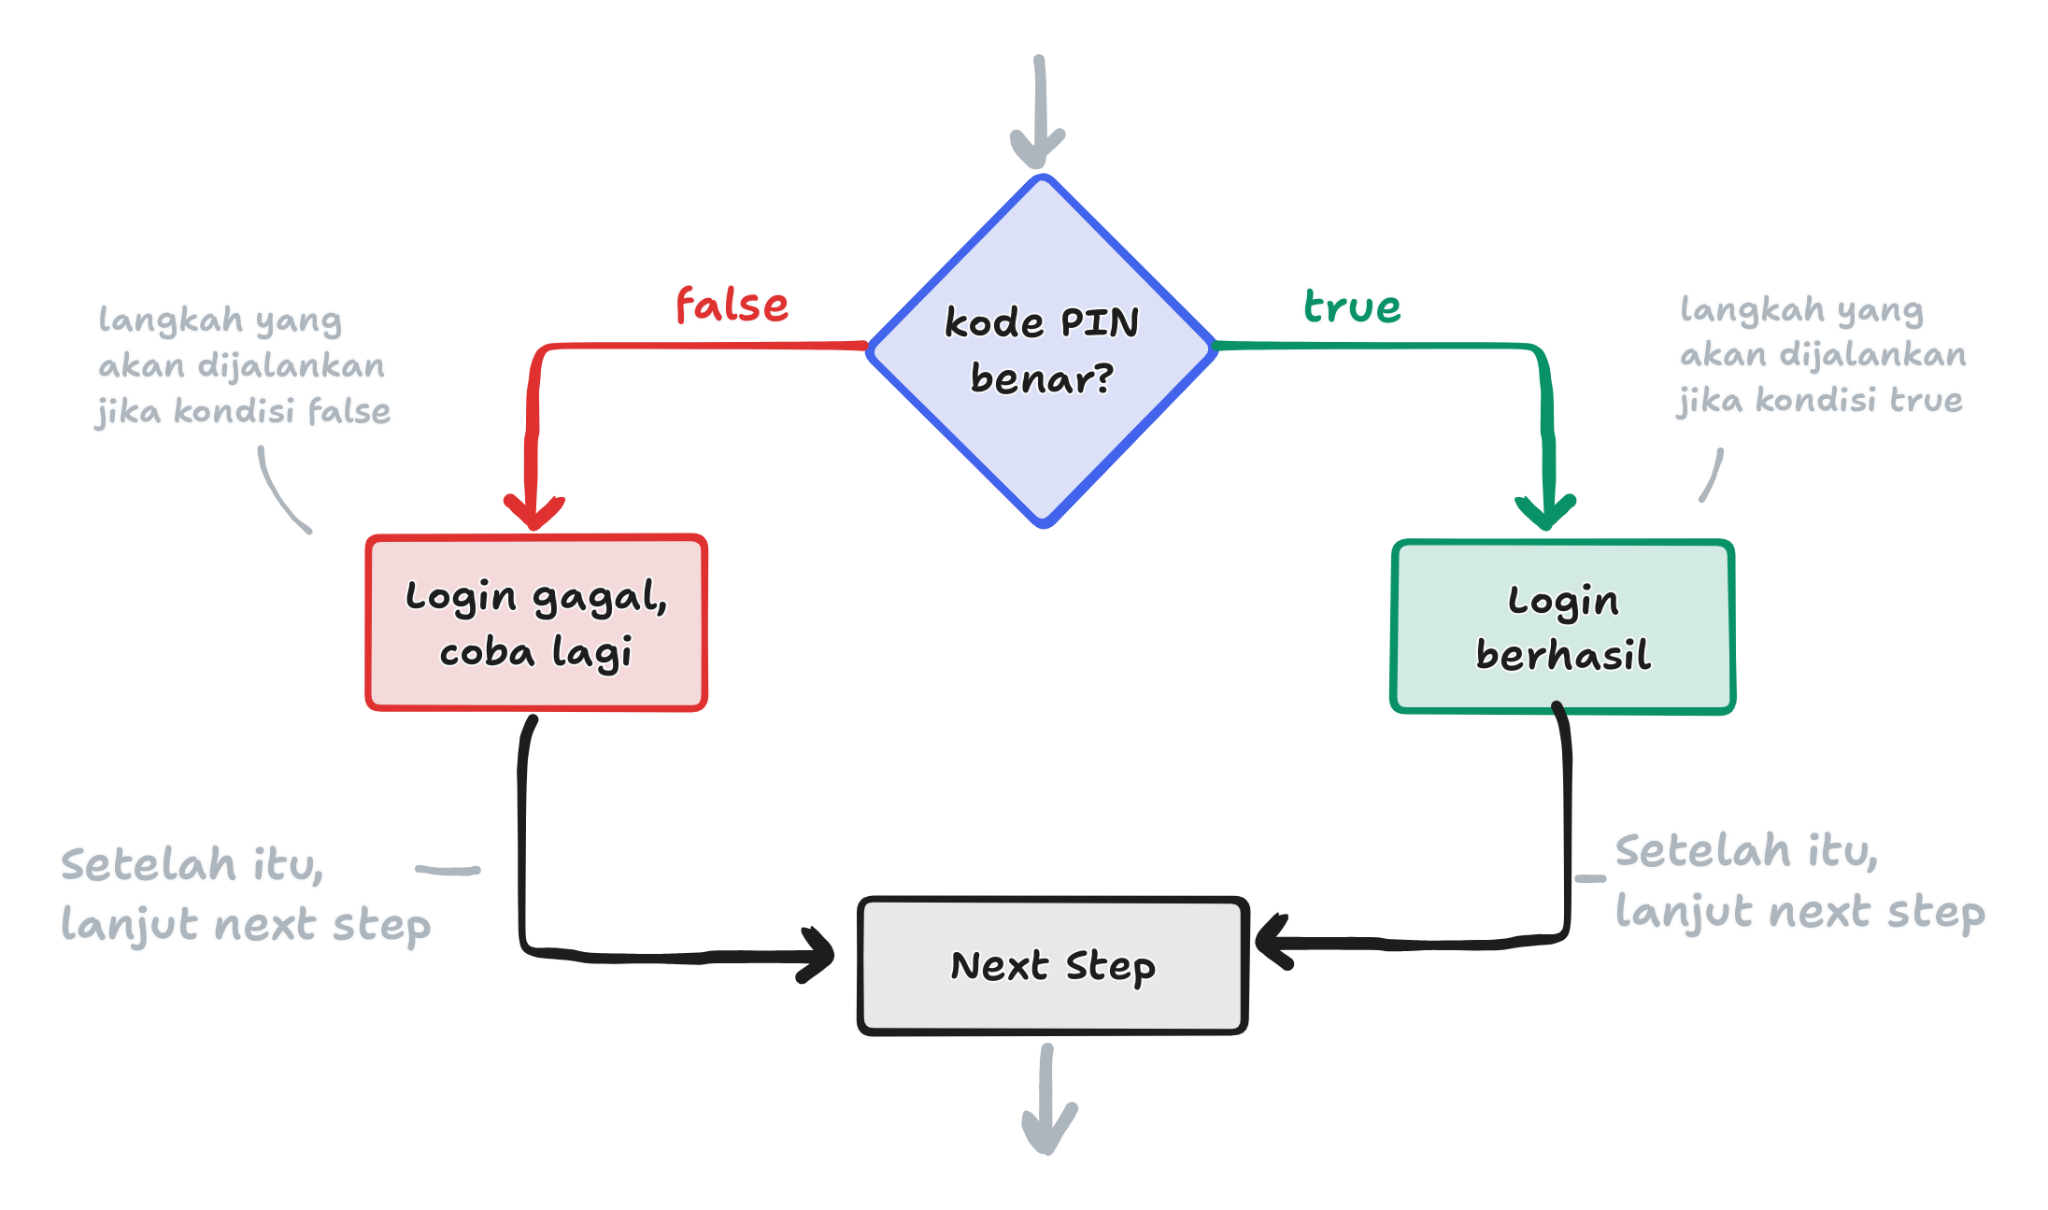 false
true
kode PIN
benar?
langkah yang
akan dijalankan
jika kondisi false
langkah yang
akan dijalankan
jika kondisi true
Login gagal,
coba lagi
Login
berhasil
Setelah itu,
lanjut next step
Setelah itu,
lanjut next step
Next Step